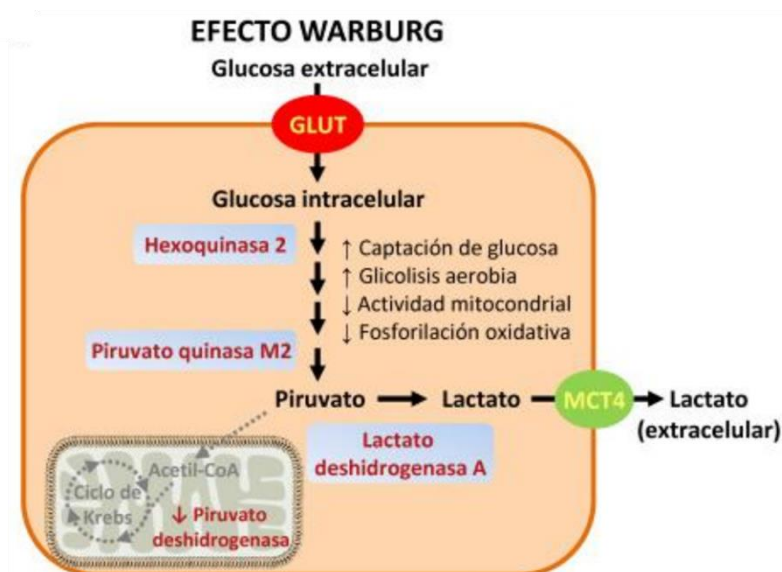 EFECTO WARBURG
Glucosa extracelular
GLUT
Glucosa intracelular
Hexoquinasa 2
↑ Captación de glucosa
↑ Glicolisis aerobia
↓ Actividad mitocondrial
↓ Fosforilación oxidativa
Piruvato quinasa M2
Piruvato
Lactato
MCT4
Lactato
(extracelular)
Lactato
deshidrogenasa A
Acetil-CoA
Ciclo de
Krebs
↓ Piruvato
deshidrogenasa